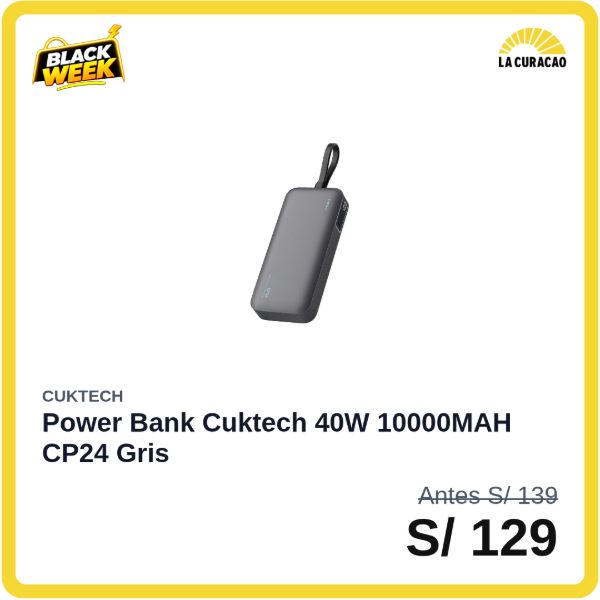 BLACK
WEEK
LA CURACAO
CUKTECH
Power Bank Cuktech 40W 10000MAH
CP24 Gris
Antes S/ 139
S/ 129